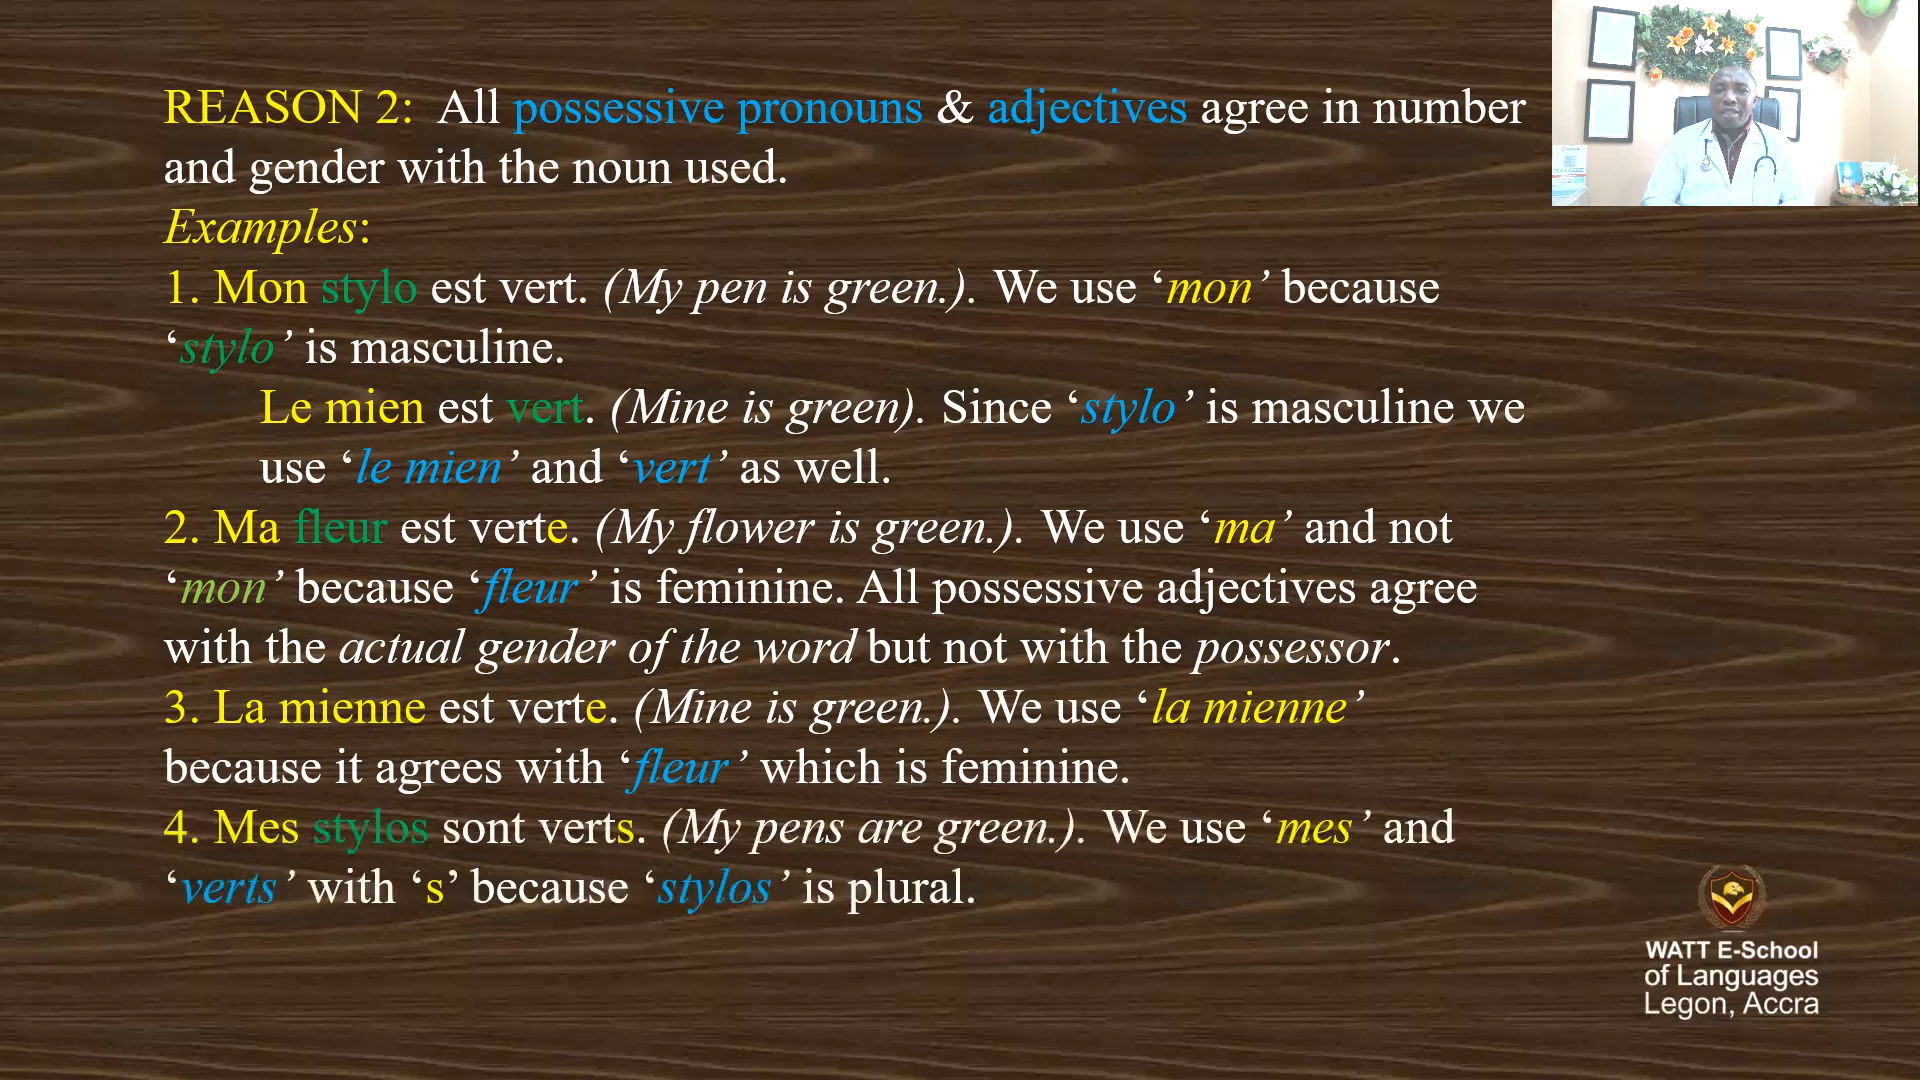 REASON 2:  All possessive pronouns & adjectives agree in number
and gender with the noun used.
Examples:
1. Mon stylo est vert. (My pen is green.). We use ‘mon’ because
‘stylo’ is masculine.
Le mien est vert. (Mine is green). Since ‘stylo’ is masculine we
use ‘le mien’ and ‘vert’ as well.
2. Ma fleur est verte. (My flower is green.). We use ‘ma’ and not
‘mon’ because ‘fleur’ is feminine. All possessive adjectives agree
with the actual gender of the word but not with the possessor.
3. La mienne est verte. (Mine is green.). We use ‘la mienne’
because it agrees with ‘fleur’ which is feminine.
4. Mes stylos sont verts. (My pens are green.). We use ‘mes’ and
‘verts’ with ‘s’ because ‘stylos’ is plural.
WATT E-School
of Languages
Legon, Accra